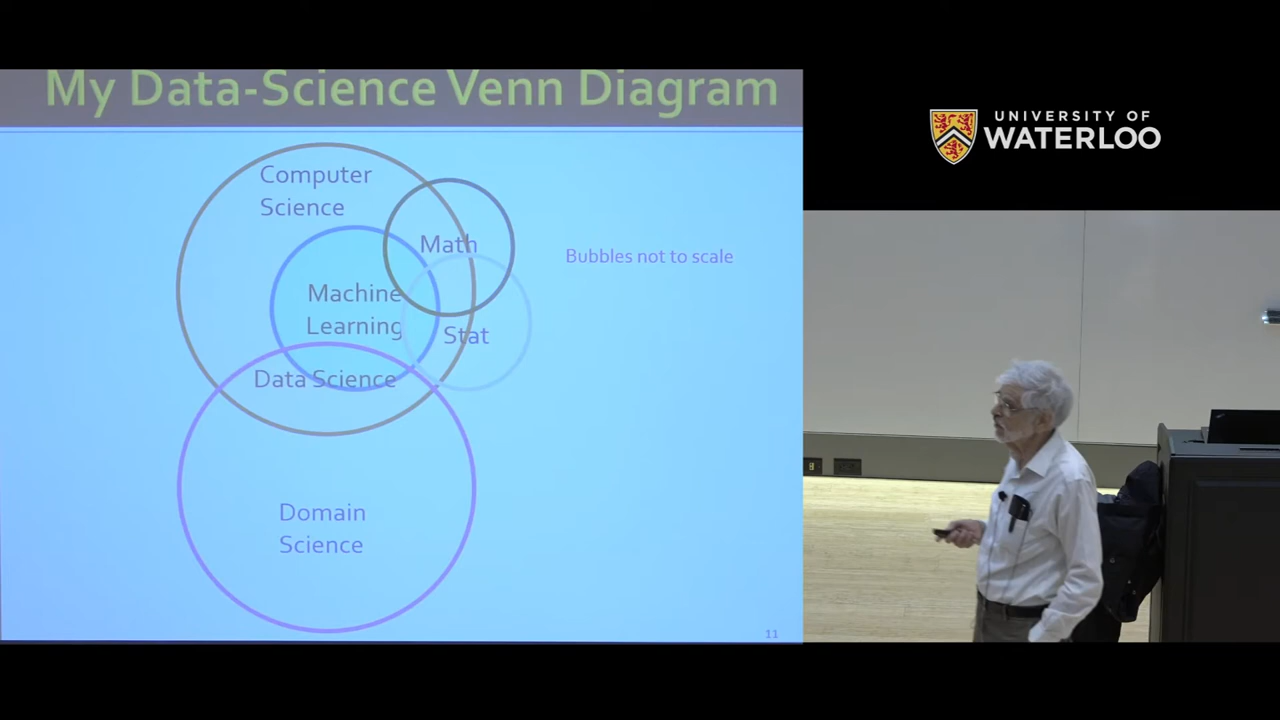 My Data-Science Venn Diagram
UNIVERSITY OF
WATERLOO
Computer
Science
Math
Bubbles not to scale
Machine
Learning
Stat
Data Science
Domain
Science
11